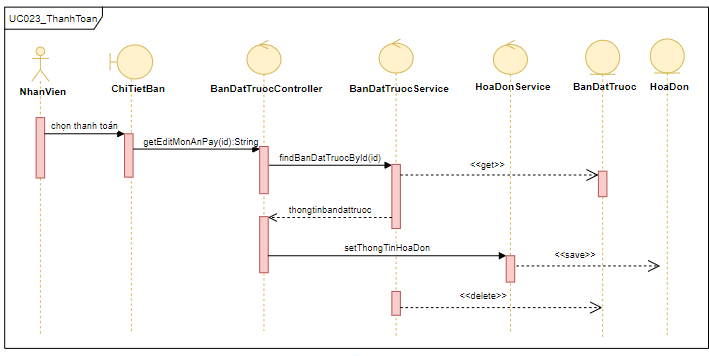 UC023_ThanhToan
NhanVien
ChiTietBan
BanDatTruocController
BanDatTruocService
HoaDonService
BanDatTruoc
HoaDon
chọn thanh toán
getEditMonAnPay(id):String
findBanDatTruocById(id)
<<get>>
thongtinbandattruoc
setThongTinHoaDon
<<save>>
<<delete>>